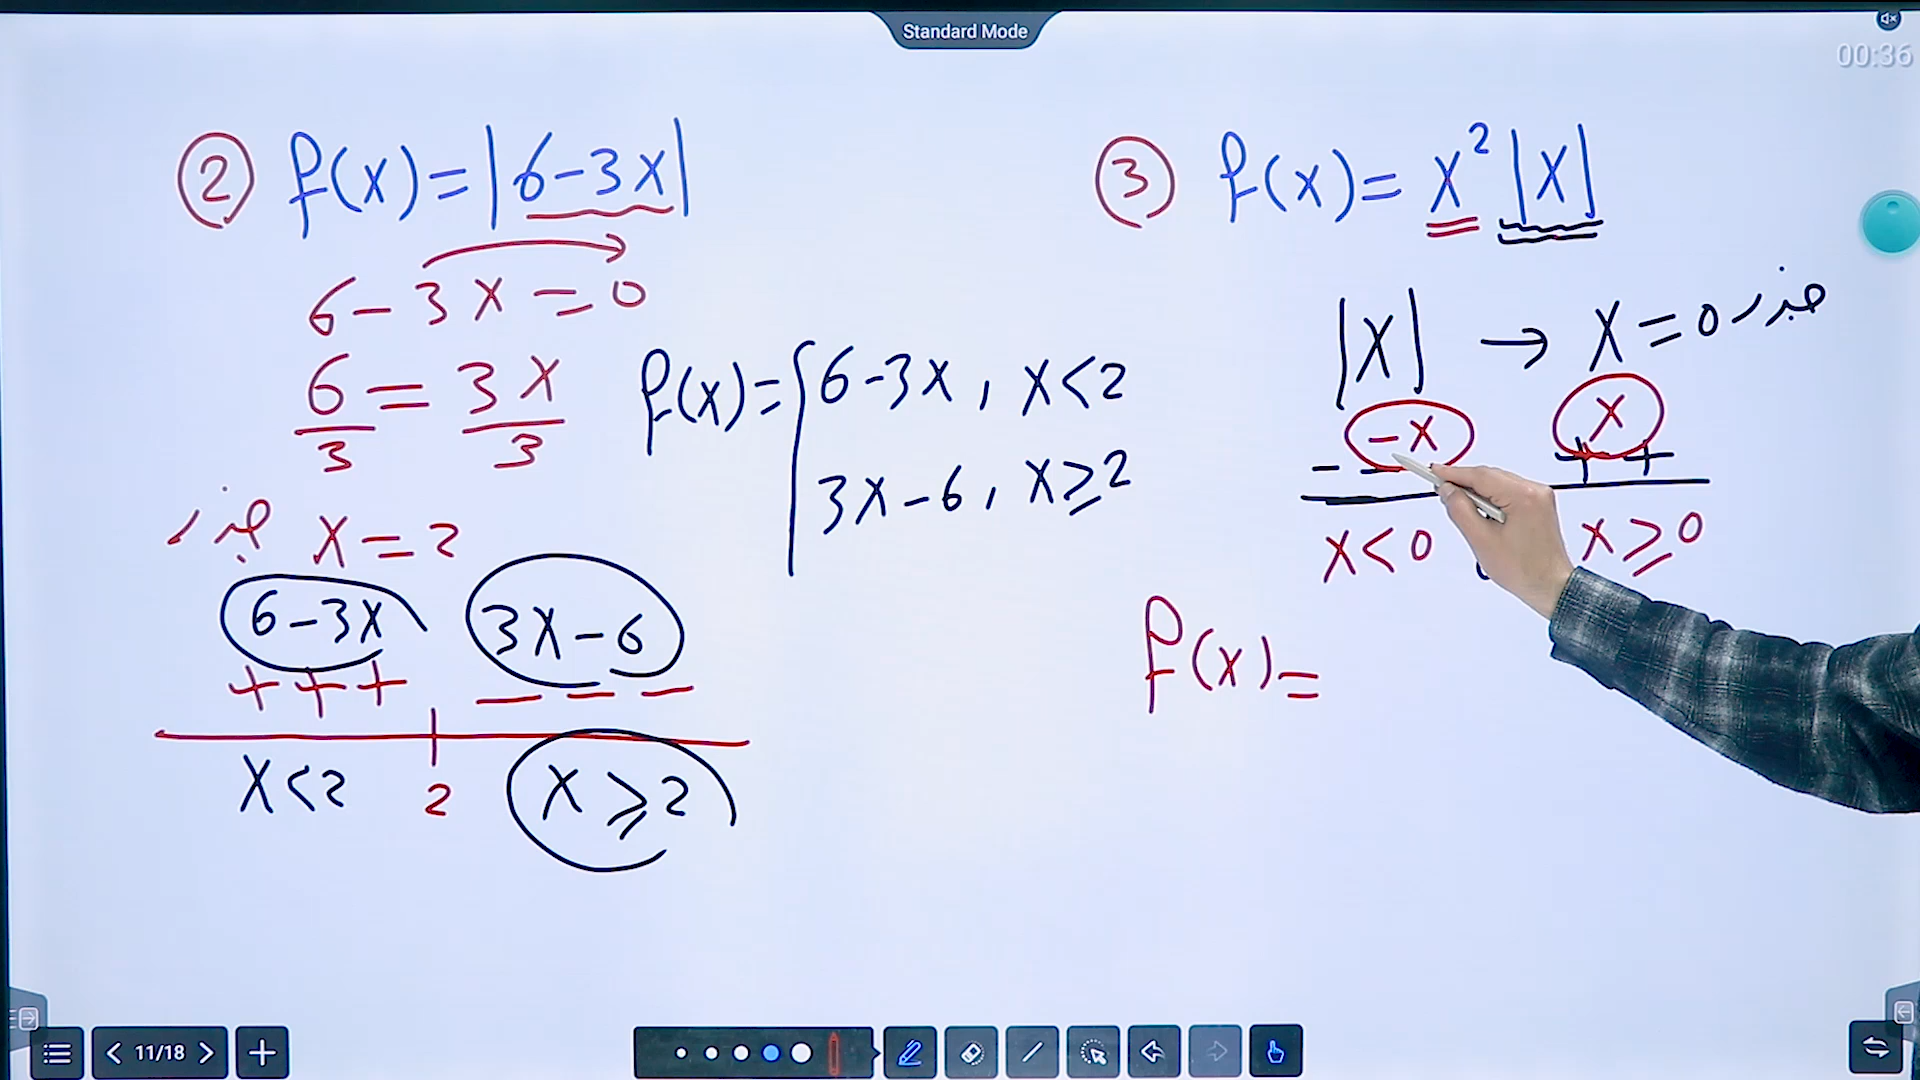 Standard Mode
00:36
② f(x)=|6-3x|
6-3x=0
6/3 = 3x/3
x=2 جذر
6-3x 3x-6
+++ ---
2
x<2 x≥2
f(x)={6-3x, x<2
3x-6, x≥2
③ f(x)=x²|x|
|x| → x=0 جذر
-x x
-- ++
x<0 x≥0
f(x)=
11/18